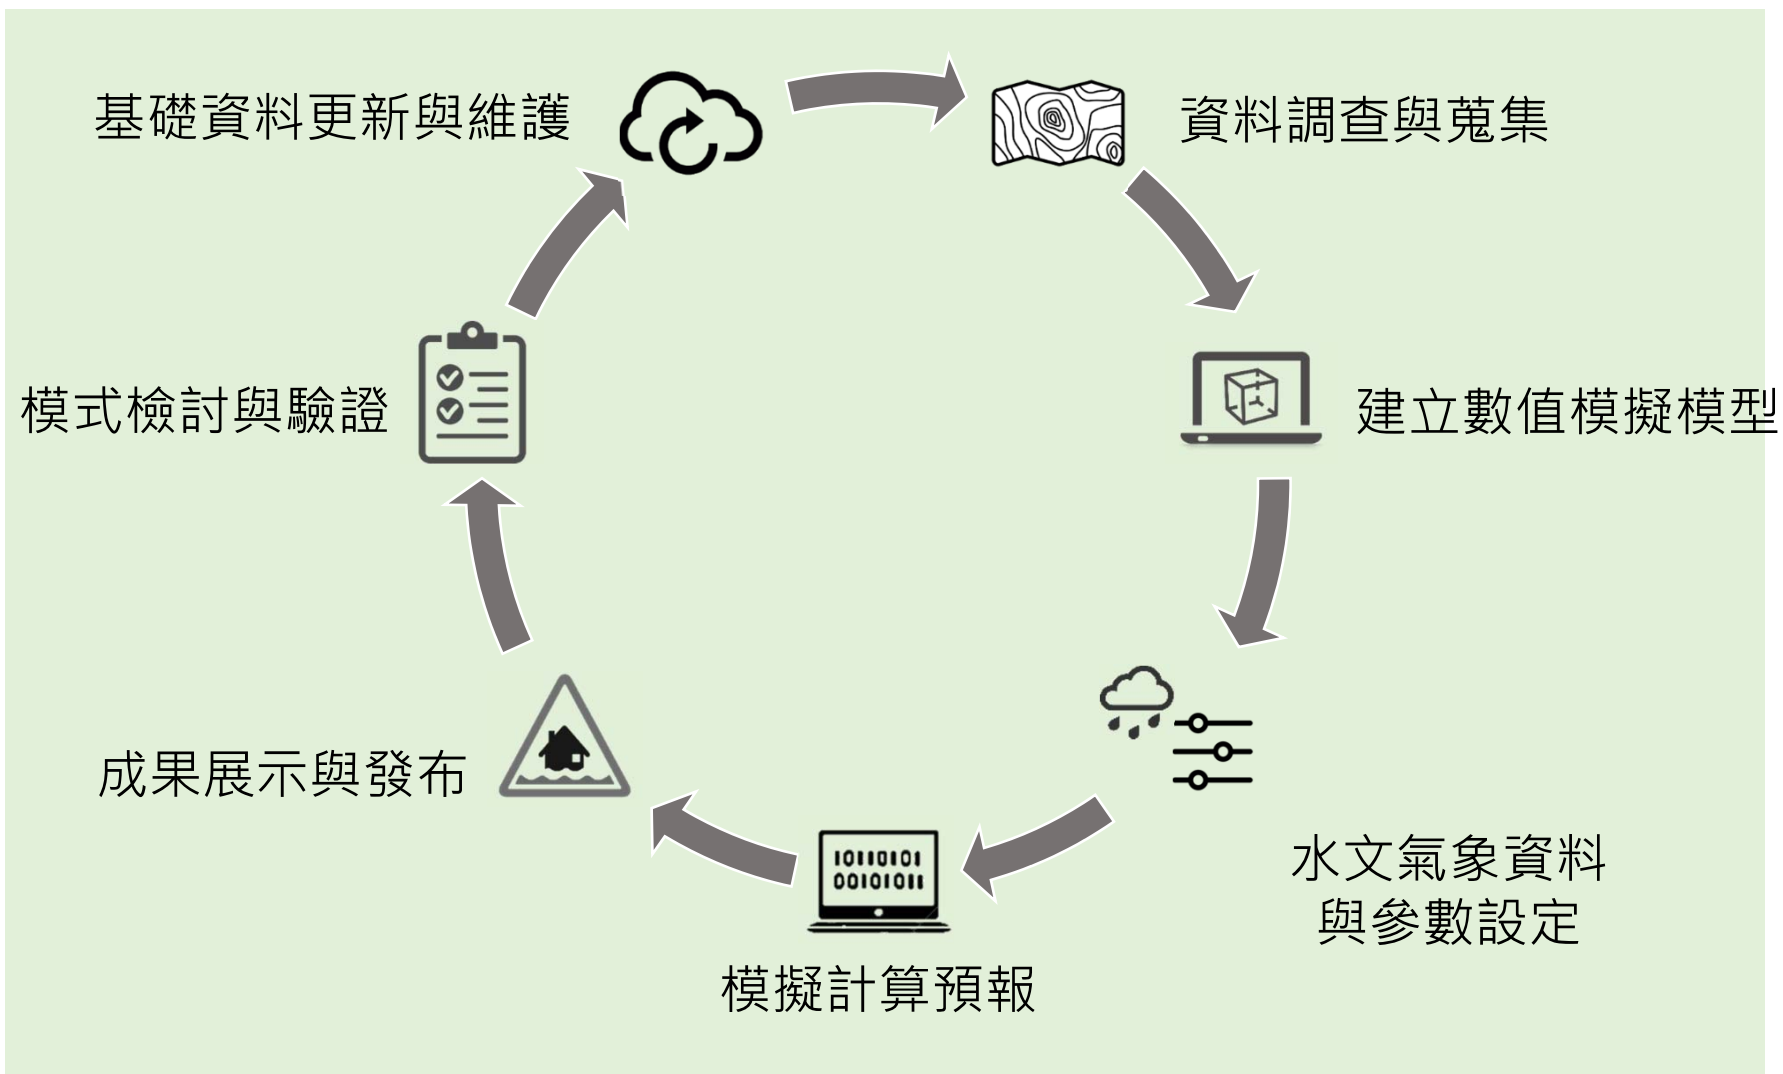 基礎資料更新與維護
資料調查與蒐集
建立數值模擬模型
水文氣象資料
與參數設定
10110101
00101011
模擬計算預報
成果展示與發布
模式檢討與驗證